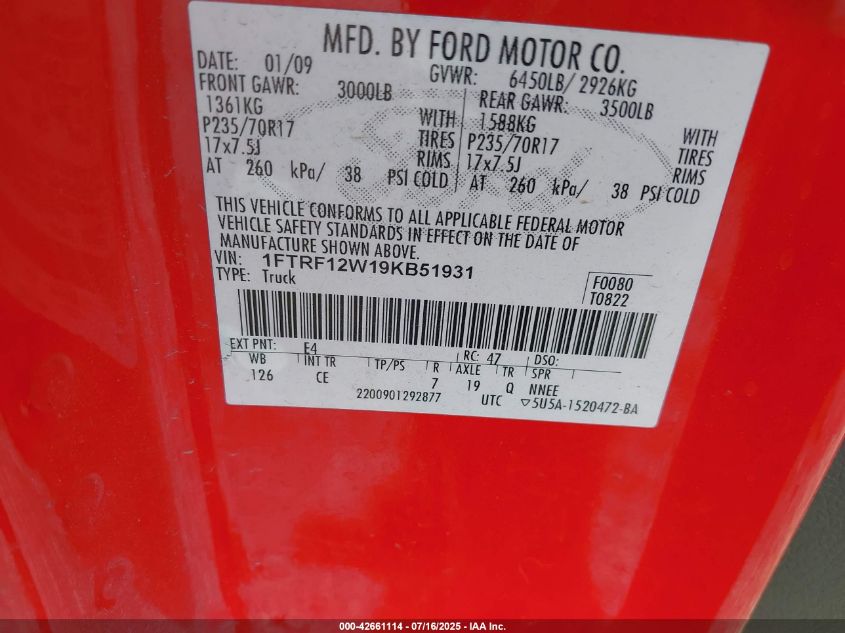 MFD. BY FORD MOTOR CO.
DATE: 01/09 GVWR: 6450LB/ 2926KG
FRONT GAWR: 3000LB REAR GAWR: 3500LB
1361KG WITH 1588KG WITH
P235/70R17 TIRES P235/70R17 TIRES
17x7.5J RIMS 17x7.5J RIMS
AT 260 kPa/ 38 PSI COLD AT 260 kPa/ 38 PSI COLD
THIS VEHICLE CONFORMS TO ALL APPLICABLE FEDERAL MOTOR
VEHICLE SAFETY STANDARDS IN EFFECT ON THE DATE OF
MANUFACTURE SHOWN ABOVE.
VIN: 1FTRF12W19KB51931
TYPE: Truck F0080
T0822
EXT PNT: E4 RC: 47 DSO:
WB INT TR TP/PS R AXLE TR SPR
126 CE 7 19 Q NNEE
2200901292877 UTC ▽5U5A-1520472-BA
000-42661114 - 07/16/2025 - IAA Inc.